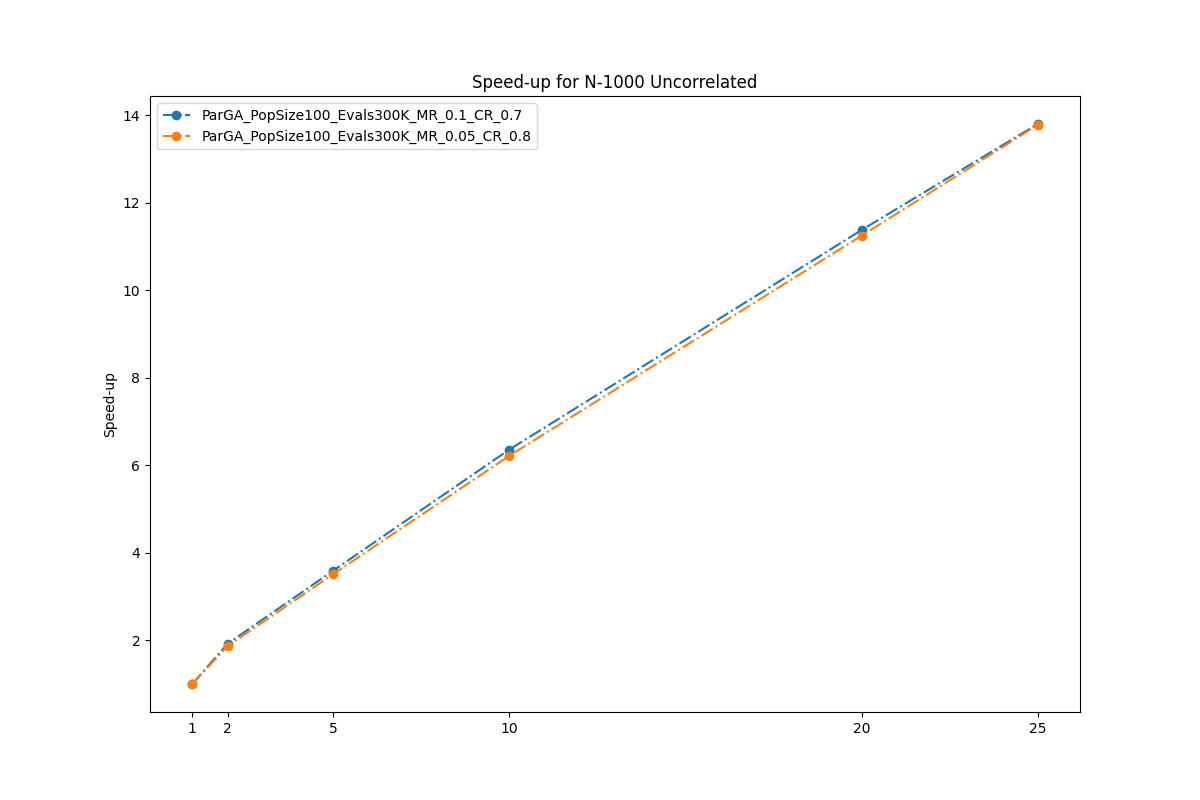 Speed-up for N-1000 Uncorrelated
ParGA_PopSize100_Evals300K_MR_0.1_CR_0.7
ParGA_PopSize100_Evals300K_MR_0.05_CR_0.8
14
12
10
8
6
4
2
Speed-up
1 2 5 10 20 25